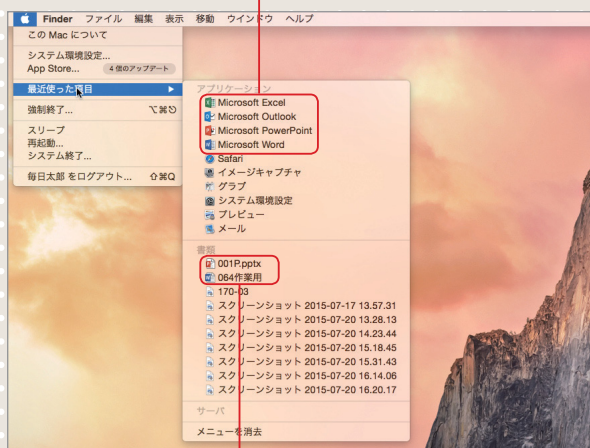 Finder ファイル 編集 表示 移動 ウインドウ ヘルプ
この Mac について
システム環境設定...
App Store... 4 個のアップデート
最近使った項目
強制終了... ⌥⌘⎋
スリープ
再起動...
システム終了...
毎日太郎 をログアウト... ⇧⌘Q
アプリケーション
Microsoft Excel
Microsoft Outlook
Microsoft PowerPoint
Microsoft Word
Safari
イメージキャプチャ
グラブ
システム環境設定
プレビュー
メール
書類
001P.pptx
064作業用
170-03
スクリーンショット 2015-07-17 13.57.31
スクリーンショット 2015-07-20 13.28.13
スクリーンショット 2015-07-20 14.23.44
スクリーンショット 2015-07-20 15.18.45
スクリーンショット 2015-07-20 15.31.43
スクリーンショット 2015-07-20 16.14.06
スクリーンショット 2015-07-20 16.20.17
サーバ
メニューを消去